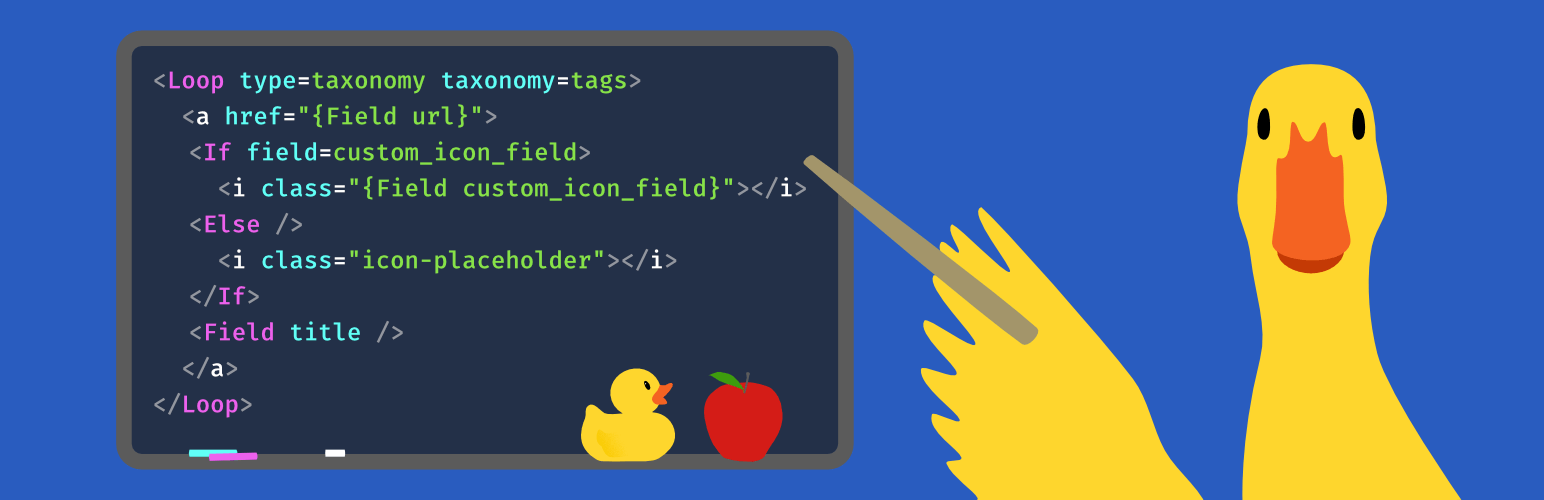 <Loop type=taxonomy taxonomy=tags>
<a href="{Field url}">
<If field=custom_icon_field>
<i class="{Field custom_icon_field}"></i>
<Else />
<i class="icon-placeholder"></i>
</If>
<Field title />
</a>
</Loop>